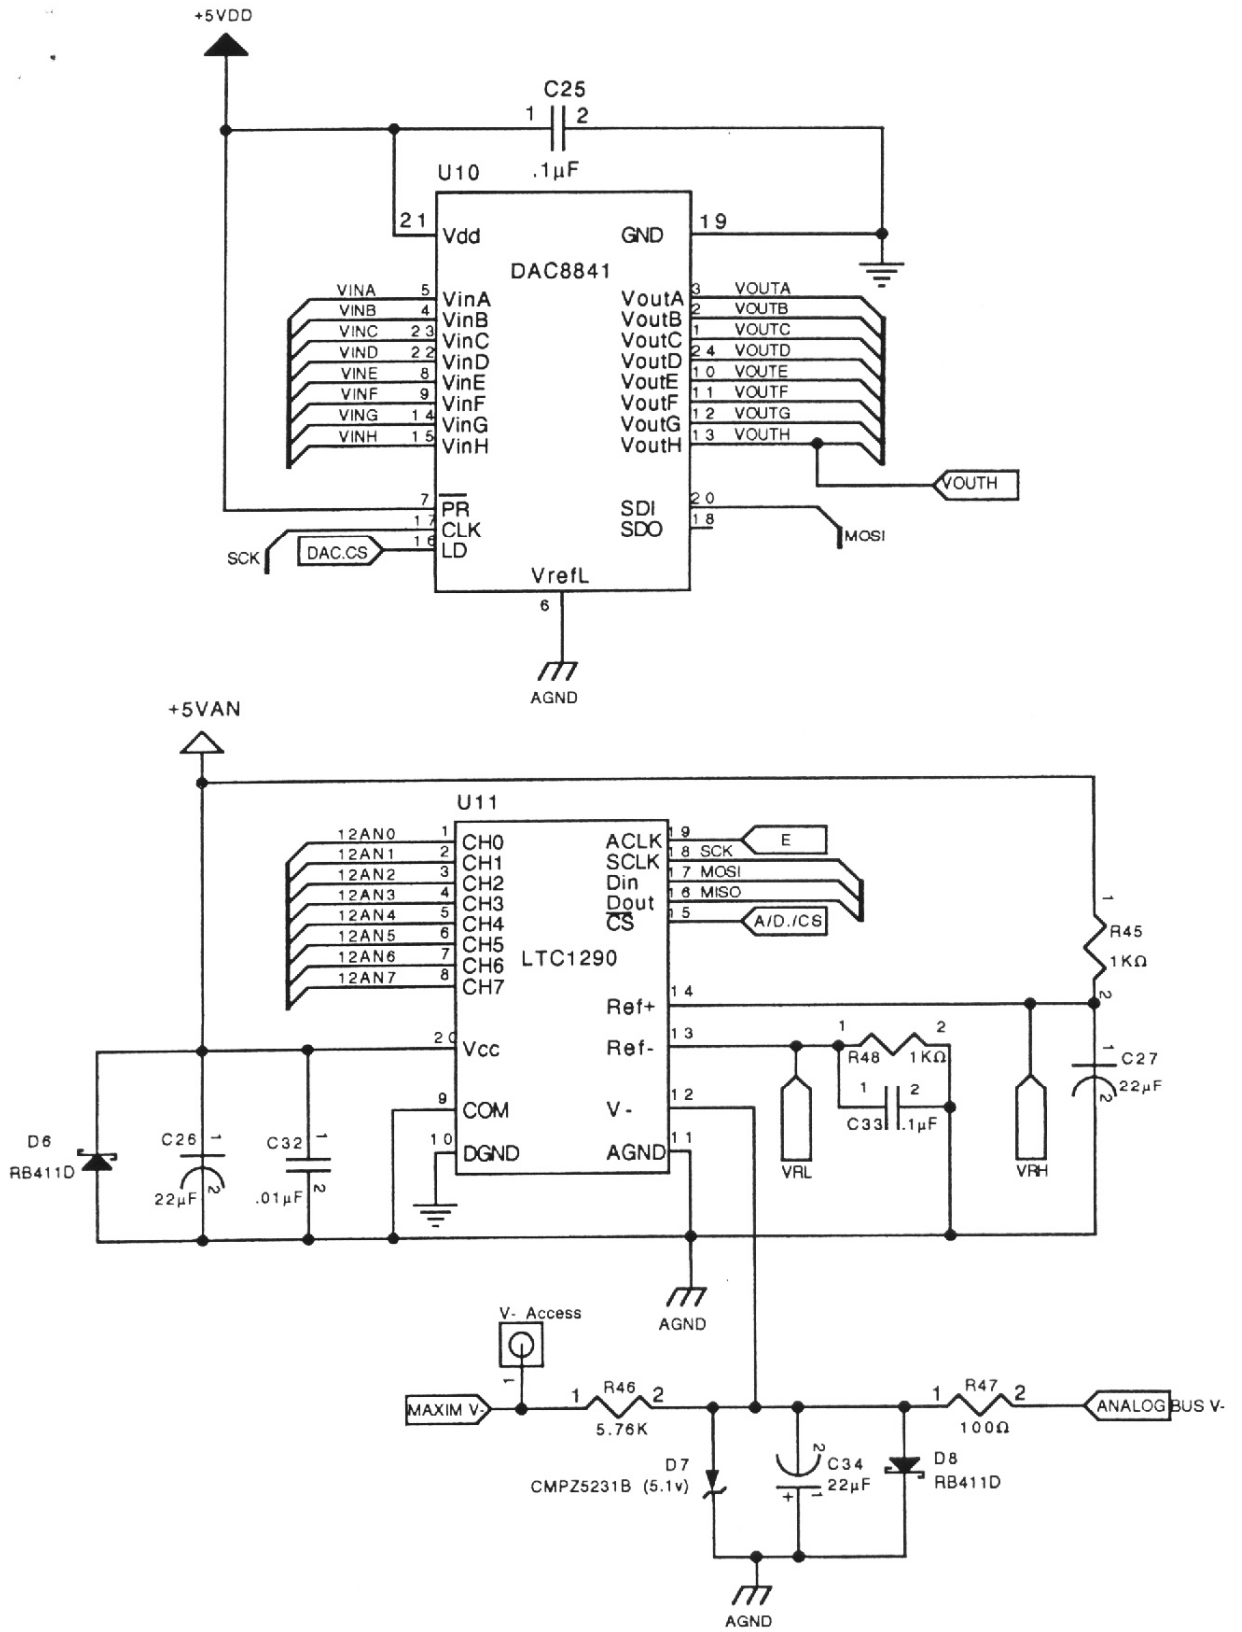 +5VDD
C25
1 2
.1µF
U10
21 Vdd GND 19
DAC8841
VINA 5 VinA VoutA 3 VOUTA
VINB 4 VinB VoutB 2 VOUTB
VINC 23 VinC VoutC 1 VOUTC
VIND 22 VinD VoutD 24 VOUTD
VINE 8 VinE VoutE 10 VOUTE
VINF 9 VinF VoutF 11 VOUTF
VING 14 VinG VoutG 12 VOUTG
VINH 15 VinH VoutH 13 VOUTH
VOUTH
7 PR SDI 20
17 CLK SDO 18
SCK DAC.CS 16 LD MOSI
VrefL
6
AGND
+5VAN
U11
12AN0 1 CH0 ACLK 19 E
12AN1 2 CH1 SCLK 18 SCK
12AN2 3 CH2 Din 17 MOSI
12AN3 4 CH3 Dout 16 MISO
12AN4 5 CH4 CS 15 A/D./CS
12AN5 6 CH5
12AN6 7 CH6 LTC1290
12AN7 8 CH7
1
R45
1KΩ
2
Ref+ 14
20 Vcc Ref- 13 1 2
R48 1KΩ
1 C27
22µF
2
9 COM V- 12
1 2
C33 .1µF
10 DGND AGND 11
VRL VRH
D6
RB411D
1
C26
22µF 2
1
C32
.01µF 2
AGND
V- Access
1
MAXIM V- 1 R46 2
5.76K
1 R47 2
100Ω
ANALOG BUS V-
D7
CMPZ5231B (5.1v)
2
C34
22µF
+ 1
D8
RB411D
AGND